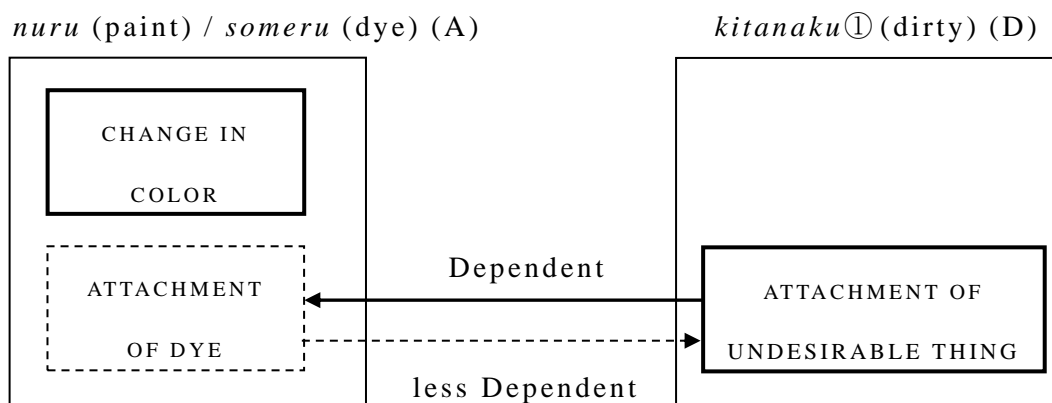 nuru (paint) / someru (dye) (A)
kitanaku① (dirty) (D)
CHANGE IN
COLOR
Dependent
ATTACHMENT
OF DYE
ATTACHMENT OF
UNDESIRABLE THING
less Dependent